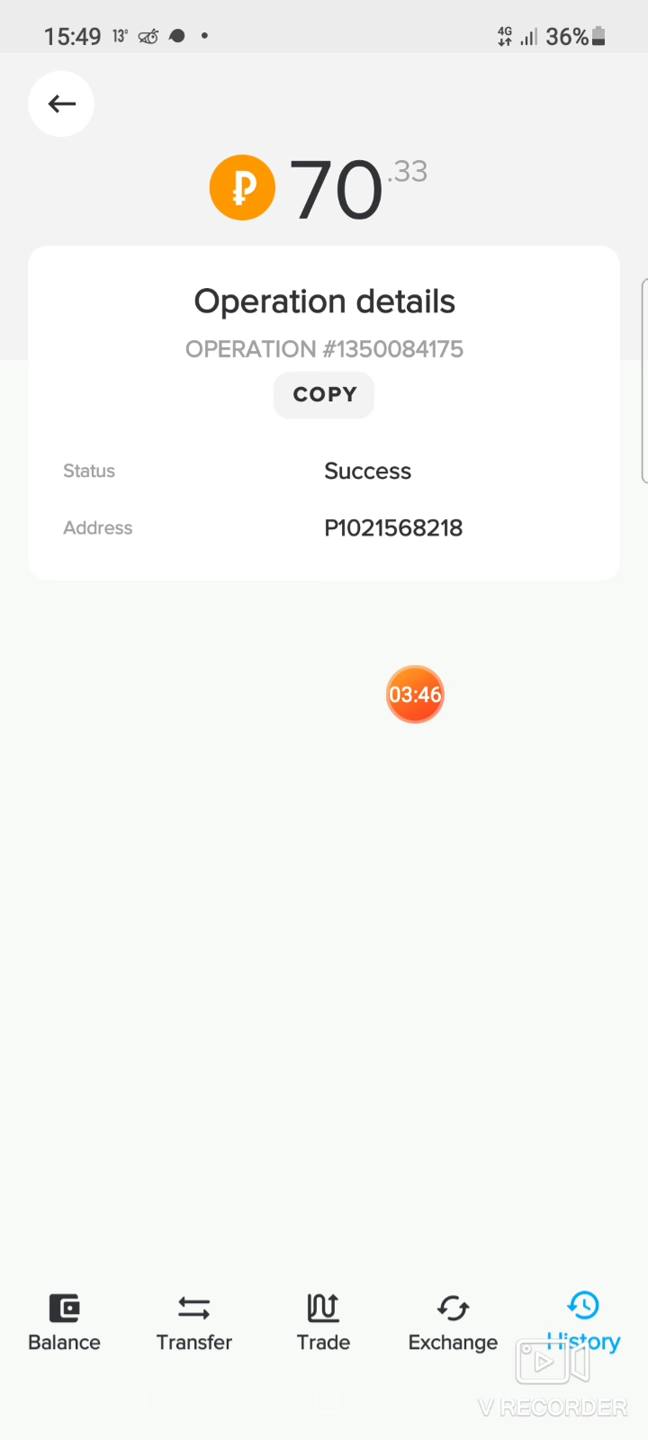 15:49 13° 4G 36%
₽ 70.33
Operation details
OPERATION #1350084175
COPY
Status Success
Address P1021568218
03:46
Balance Transfer Trade Exchange History
V RECORDER